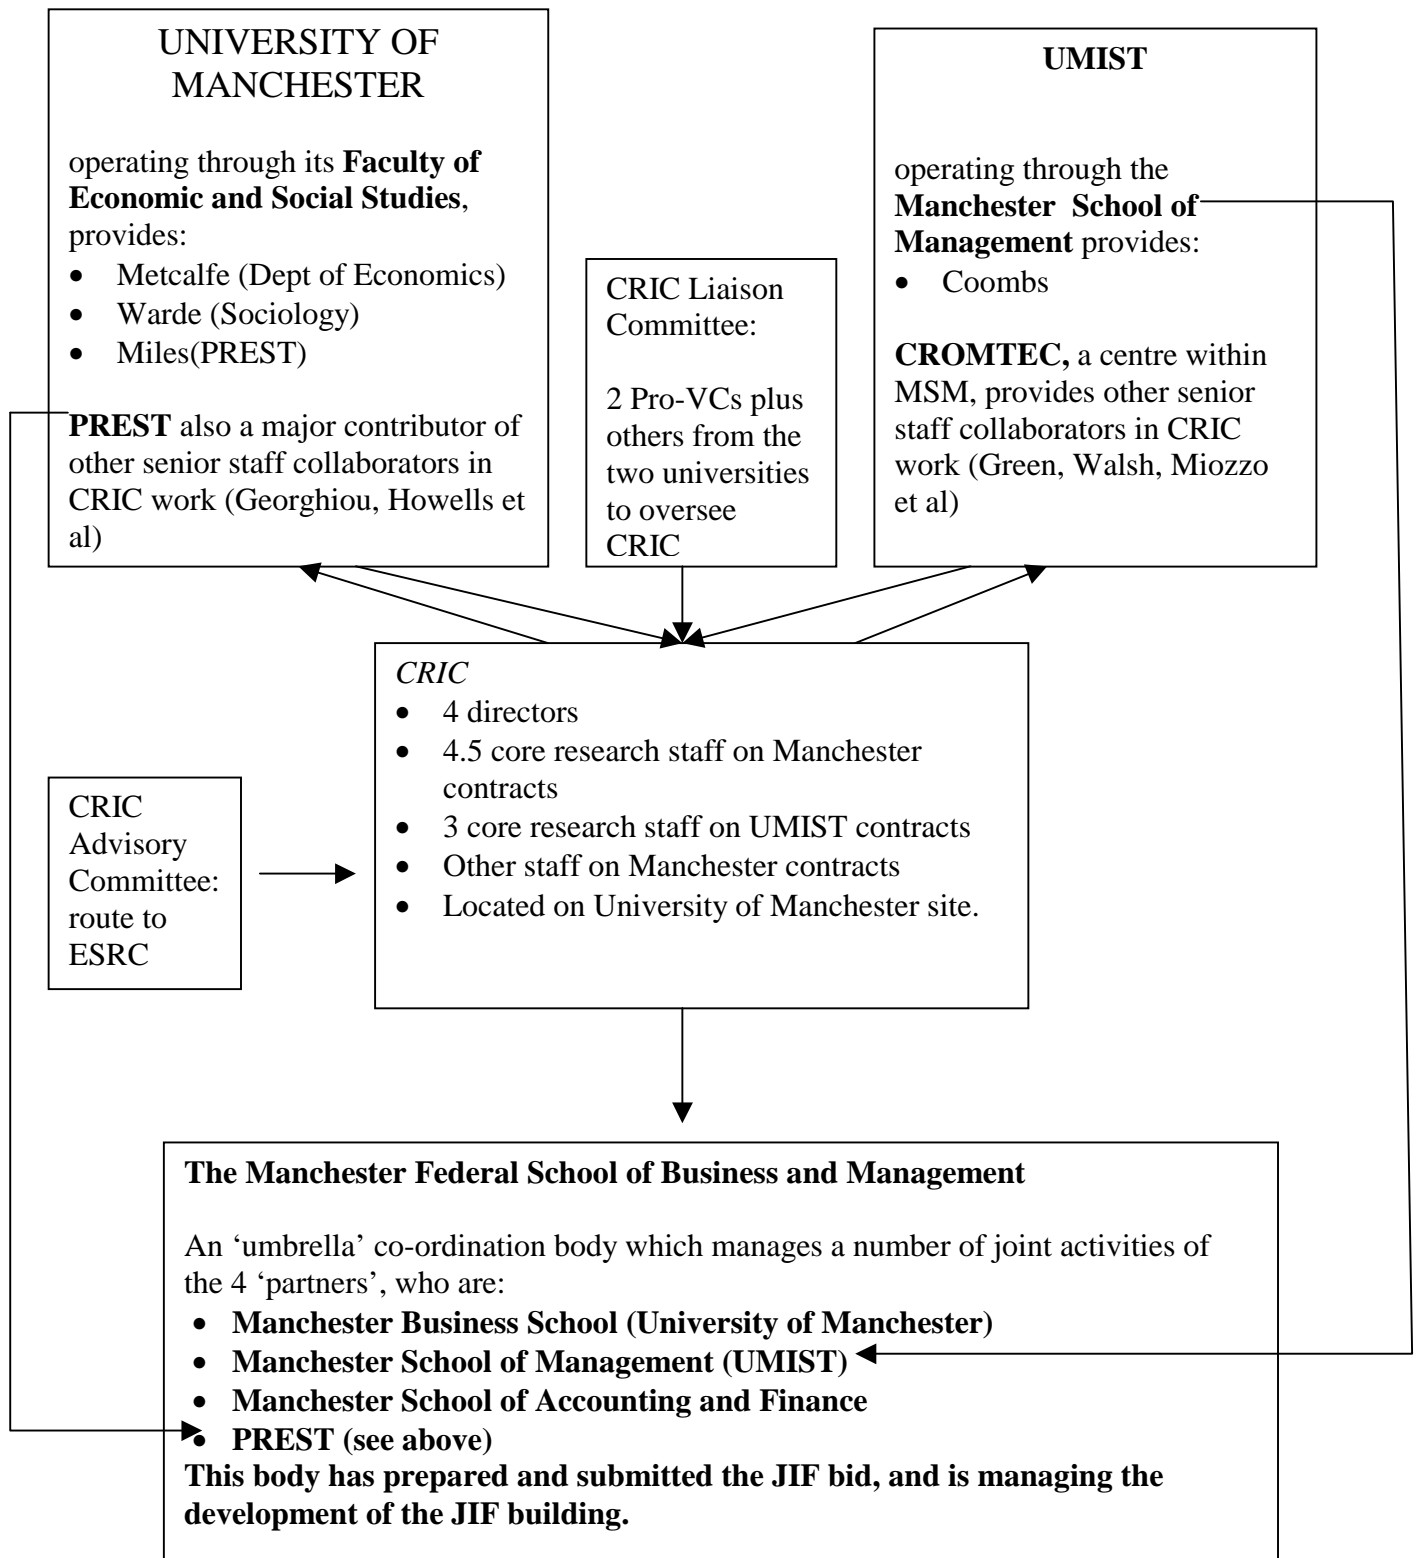 UNIVERSITY OF
MANCHESTER
operating through its Faculty of
Economic and Social Studies,
provides:
• Metcalfe (Dept of Economics)
• Warde (Sociology)
• Miles(PREST)
PREST also a major contributor of
other senior staff collaborators in
CRIC work (Georghiou, Howells et
al)
CRIC Liaison
Committee:
2 Pro-VCs plus
others from the
two universities
to oversee
CRIC
UMIST
operating through the
Manchester School of
Management provides:
• Coombs
CROMTEC, a centre within
MSM, provides other senior
staff collaborators in CRIC
work (Green, Walsh, Miozzo
et al)
CRIC
• 4 directors
• 4.5 core research staff on Manchester
contracts
• 3 core research staff on UMIST contracts
• Other staff on Manchester contracts
• Located on University of Manchester site.
CRIC
Advisory
Committee:
route to
ESRC
The Manchester Federal School of Business and Management
An ‘umbrella’ co-ordination body which manages a number of joint activities of
the 4 ‘partners’, who are:
• Manchester Business School (University of Manchester)
• Manchester School of Management (UMIST)
• Manchester School of Accounting and Finance
• PREST (see above)
This body has prepared and submitted the JIF bid, and is managing the
development of the JIF building.